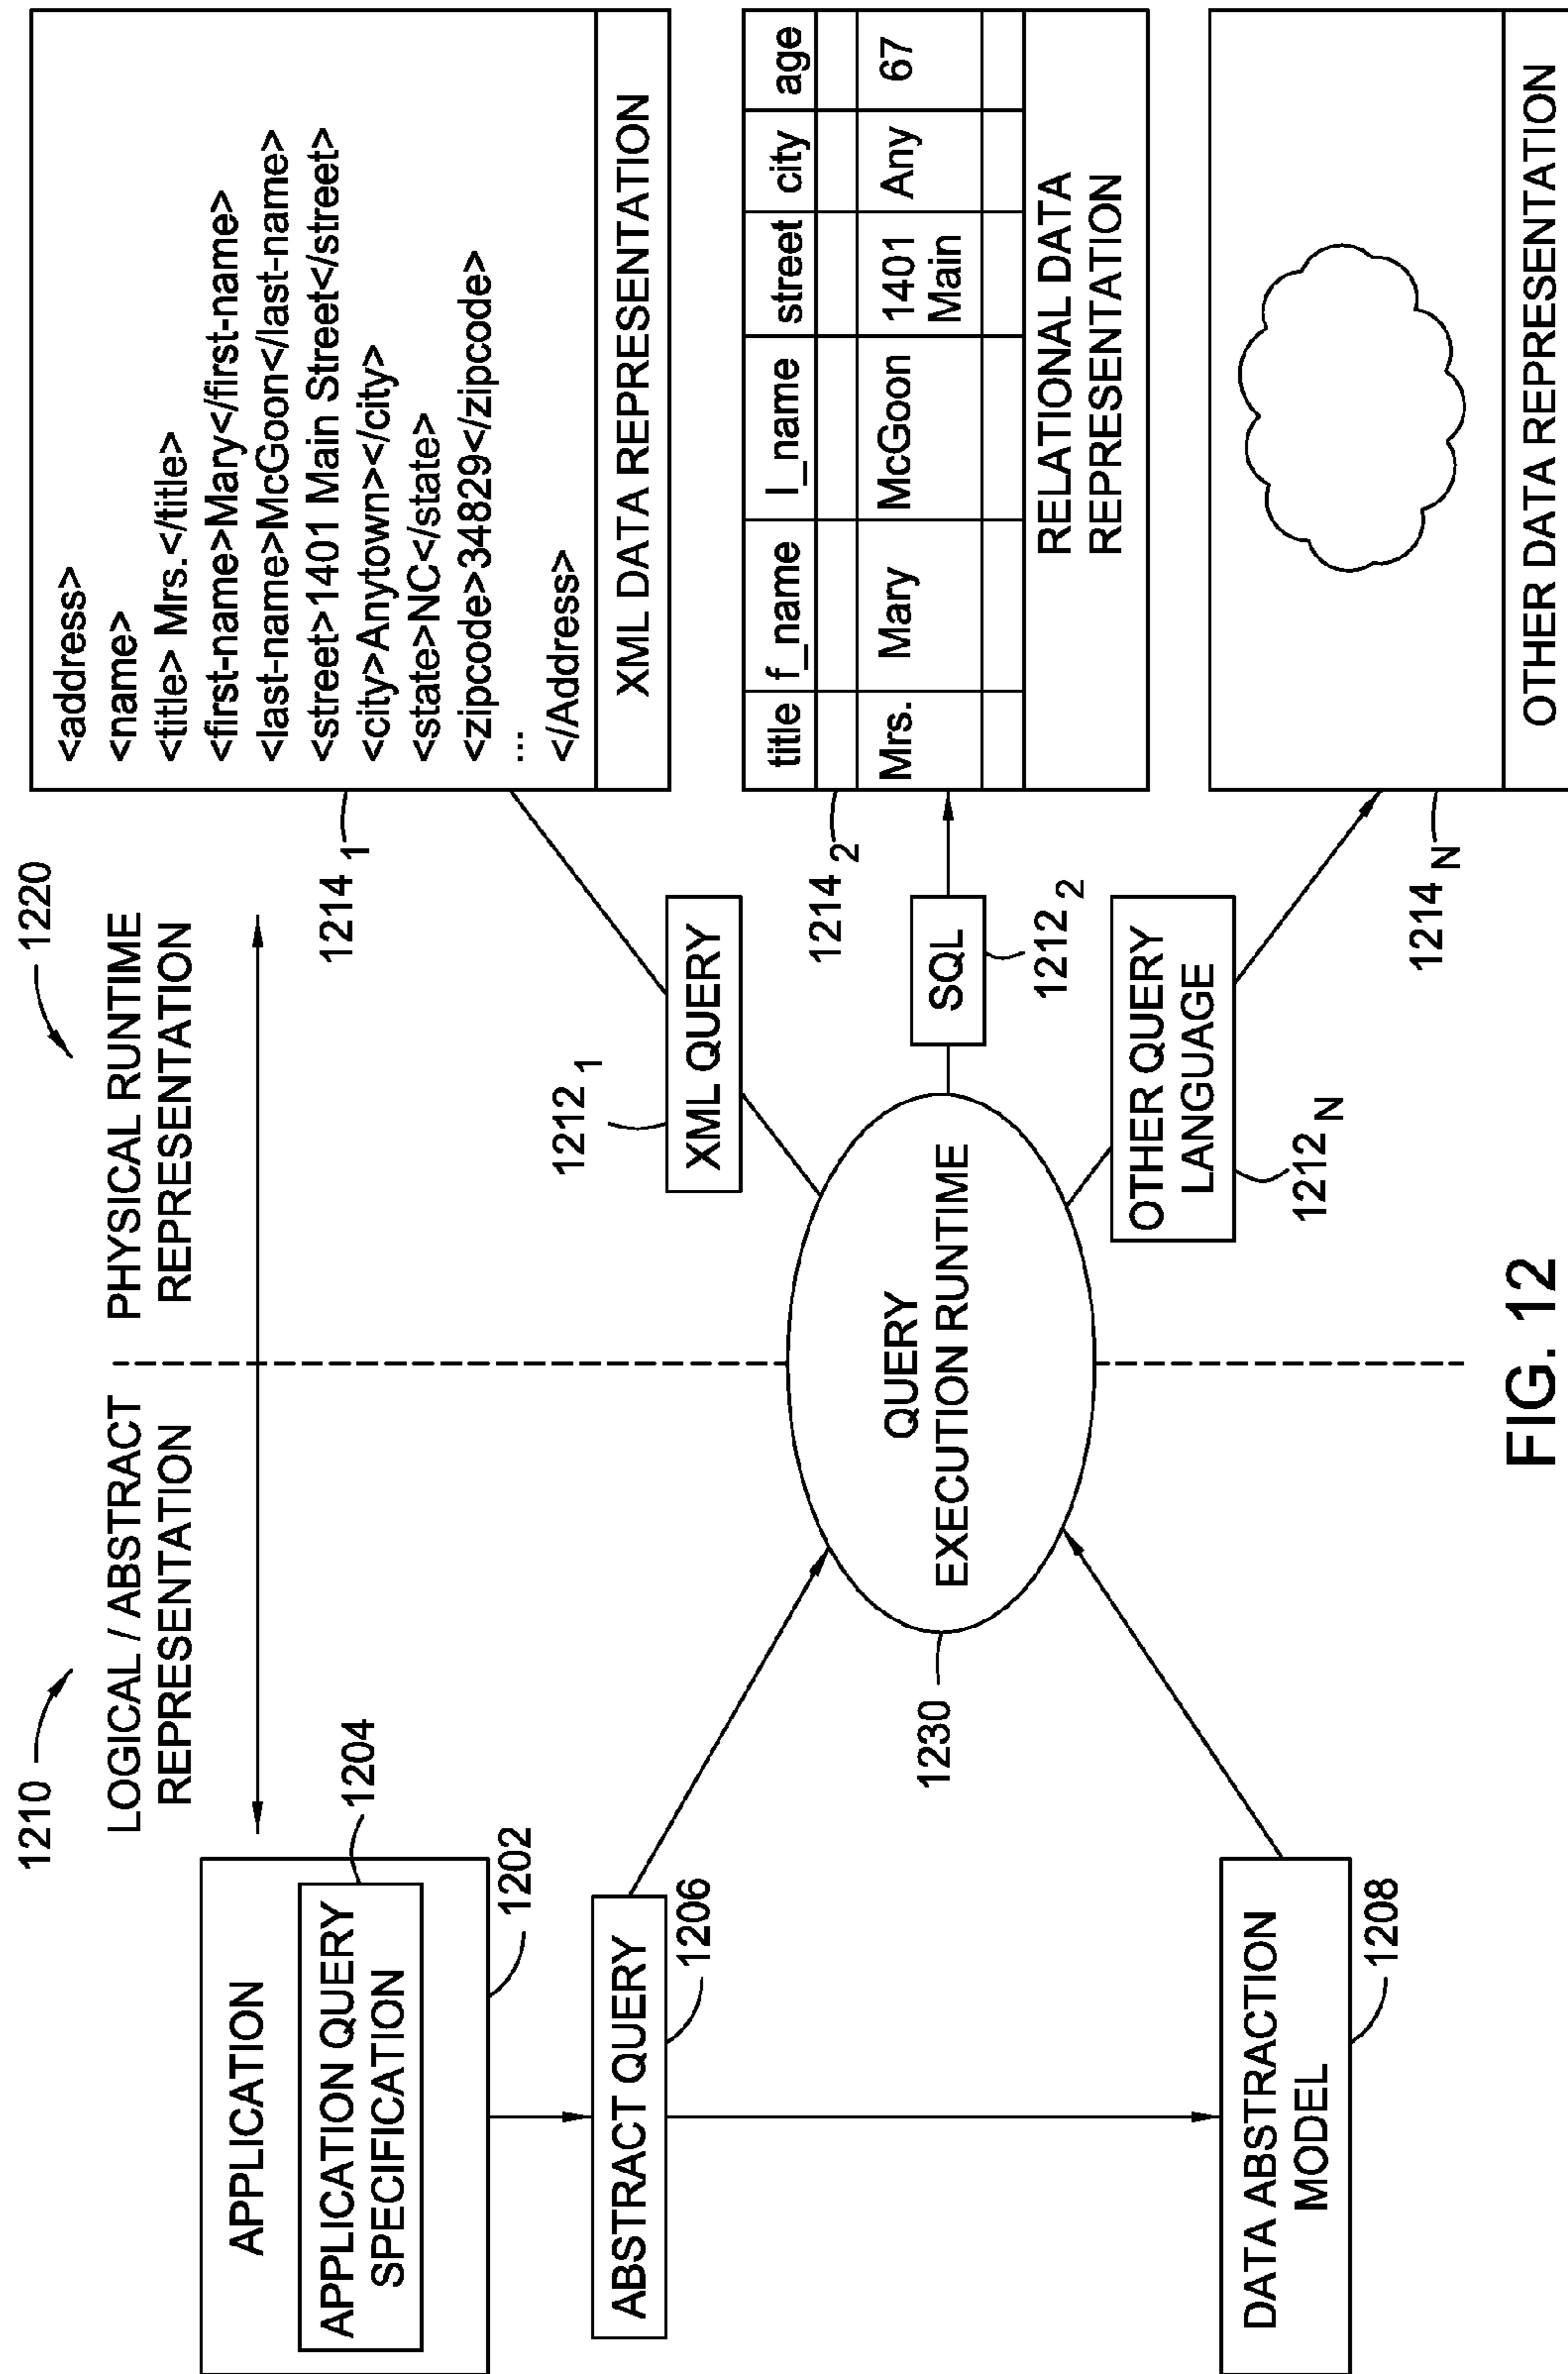 1210
LOGICAL / ABSTRACT
REPRESENTATION
1220
PHYSICAL RUNTIME
REPRESENTATION
APPLICATION
APPLICATION QUERY
SPECIFICATION
1204
1202
ABSTRACT QUERY
1206
DATA ABSTRACTION
MODEL
1208
QUERY
EXECUTION RUNTIME
1230
XML QUERY
1212 1
SQL
1212 2
OTHER QUERY
LANGUAGE
1212 N
<address>
<name>
<title> Mrs.</title>
<first-name>Mary</first-name>
<last-name>McGoon</last-name>
<street>1401 Main Street</street>
<city>Anytown></city>
<state>NC</state>
<zipcode>34829</zipcode>
...
</Address>
XML DATA REPRESENTATION
1214 1
title f_name l_name street city age
Mrs. Mary McGoon 1401 Any 67
Main
RELATIONAL DATA
REPRESENTATION
1214 2
OTHER DATA REPRESENTATION
1214 N
FIG. 12